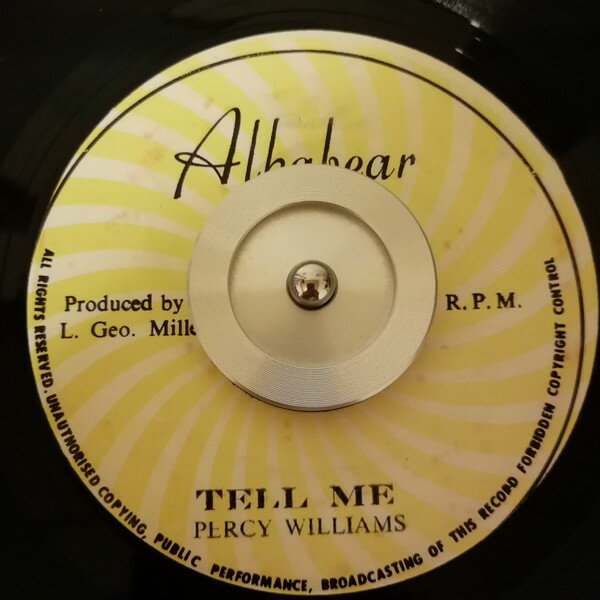 Alhabear
Produced by
L. Geo. Mille
R.P.M.
TELL ME
PERCY WILLIAMS
ALL RIGHTS RESERVED. UNAUTHORISED COPYING, PUBLIC PERFORMANCE, BROADCASTING OF THIS RECORD FORBIDDEN COPYRIGHT CONTROL